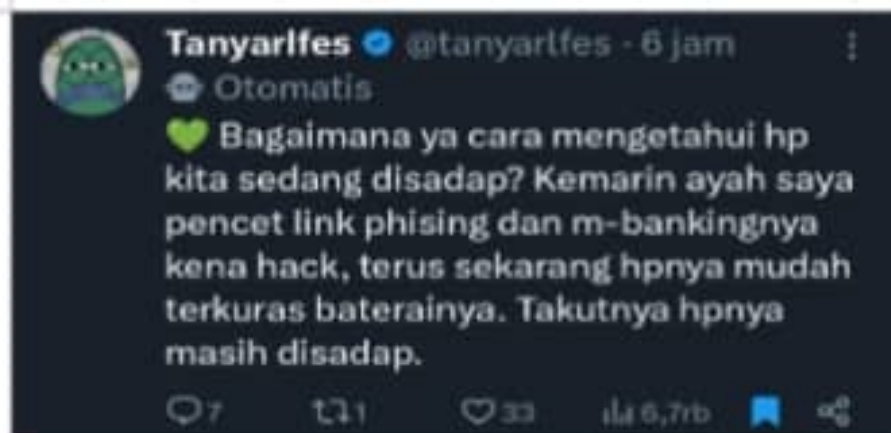 Tanyarlfes @tanyarlfes · 6 jam
Otomatis
💚 Bagaimana ya cara mengetahui hp
kita sedang disadap? Kemarin ayah saya
pencet link phising dan m-bankingnya
kena hack, terus sekarang hpnya mudah
terkuras baterainya. Takutnya hpnya
masih disadap.
7 1 33 6,7rb